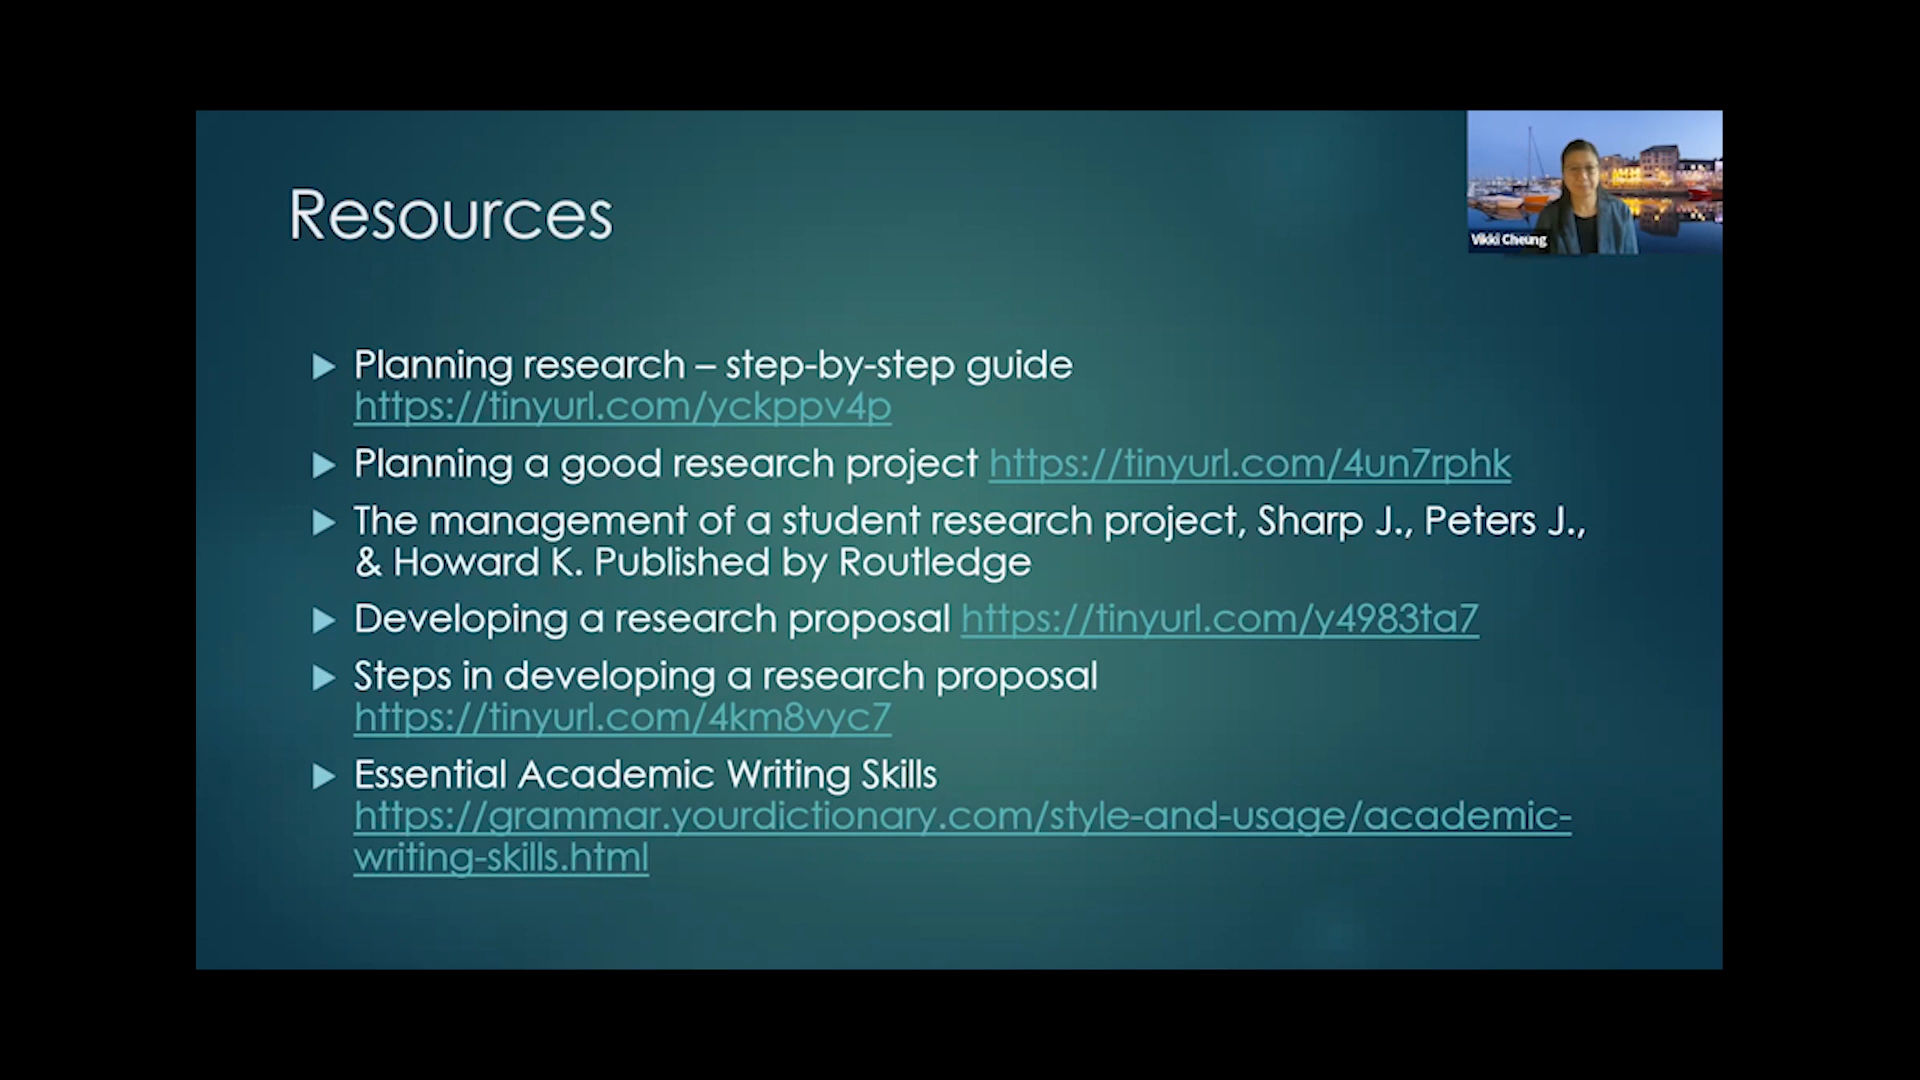 Resources
Vikki Cheung
Planning research – step-by-step guide
https://tinyurl.com/yckppv4p
Planning a good research project https://tinyurl.com/4un7rphk
The management of a student research project, Sharp J., Peters J.,
& Howard K. Published by Routledge
Developing a research proposal https://tinyurl.com/y4983ta7
Steps in developing a research proposal
https://tinyurl.com/4km8vyc7
Essential Academic Writing Skills
https://grammar.yourdictionary.com/style-and-usage/academic-
writing-skills.html